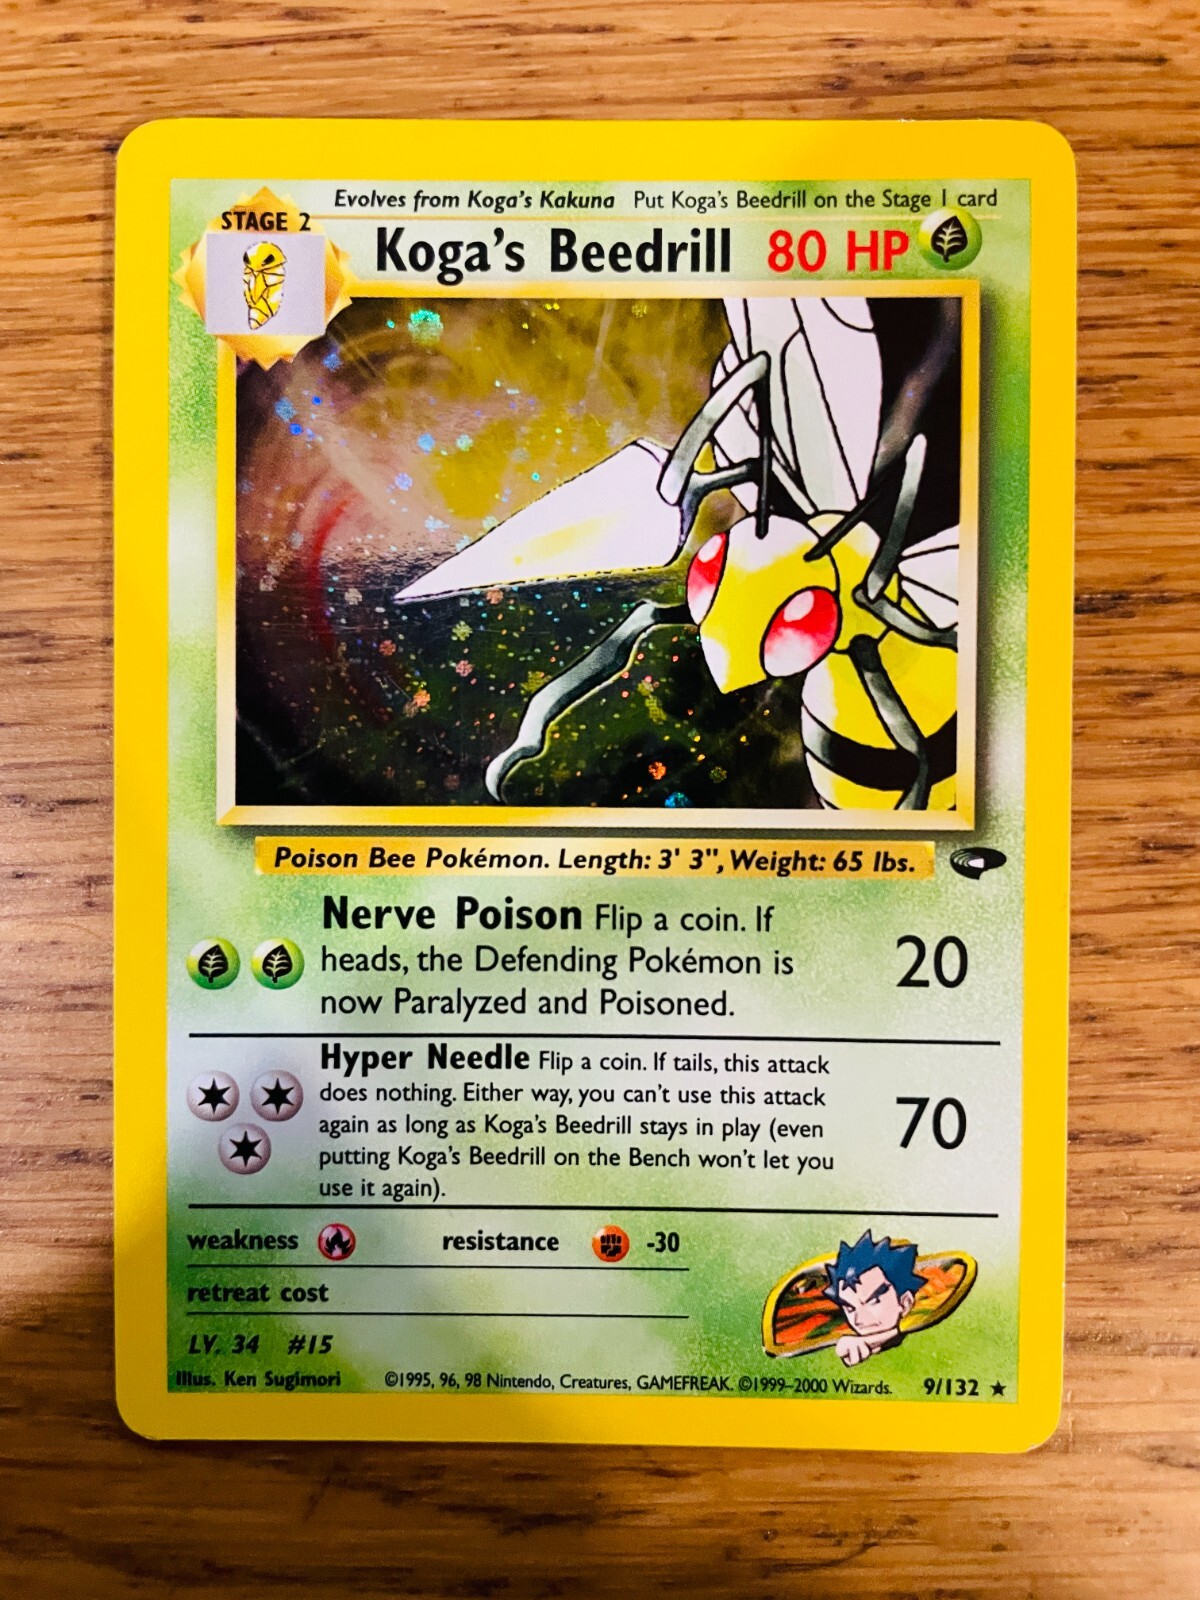 Evolves from Koga's Kakuna Put Koga's Beedrill on the Stage 1 card
STAGE 2
Koga's Beedrill 80 HP
Poison Bee Pokémon. Length: 3' 3", Weight: 65 lbs.
Nerve Poison Flip a coin. If
heads, the Defending Pokémon is
now Paralyzed and Poisoned.
20
Hyper Needle Flip a coin. If tails, this attack
does nothing. Either way, you can't use this attack
again as long as Koga's Beedrill stays in play (even
putting Koga's Beedrill on the Bench won't let you
use it again).
70
weakness resistance -30
retreat cost
LV. 34 #15
Illus. Ken Sugimori ©1995, 96, 98 Nintendo, Creatures, GAMEFREAK. ©1999–2000 Wizards. 9/132 ★